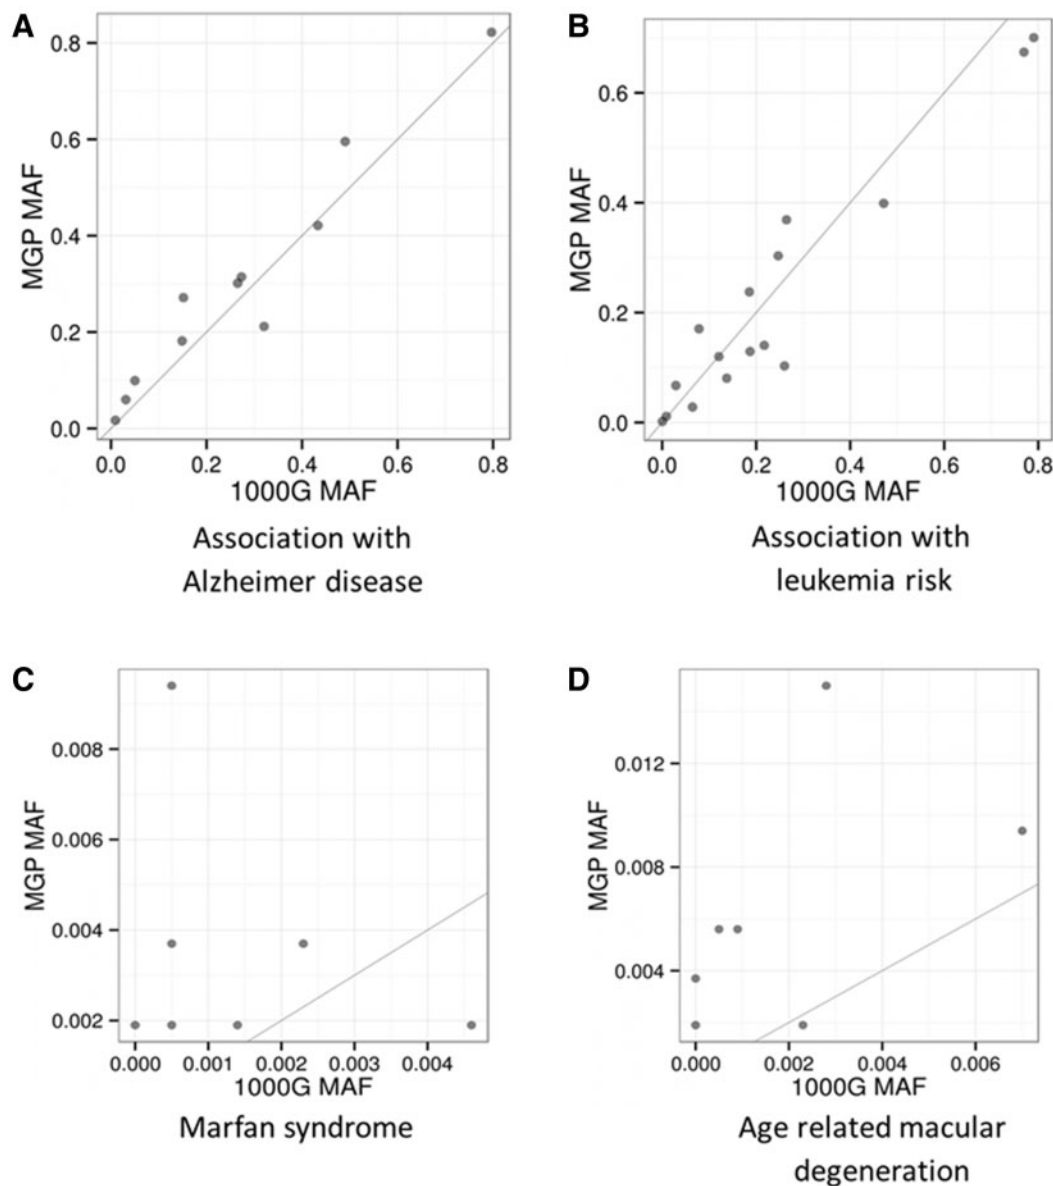 A
MGP MAF
0.8
0.6
0.4
0.2
0.0
0.0 0.2 0.4 0.6 0.8
1000G MAF
Association with
Alzheimer disease
B
MGP MAF
0.6
0.4
0.2
0.0
0.0 0.2 0.4 0.6 0.8
1000G MAF
Association with
leukemia risk
C
MGP MAF
0.008
0.006
0.004
0.002
0.000 0.001 0.002 0.003 0.004
1000G MAF
Marfan syndrome
D
MGP MAF
0.012
0.008
0.004
0.000 0.002 0.004 0.006
1000G MAF
Age related macular
degeneration